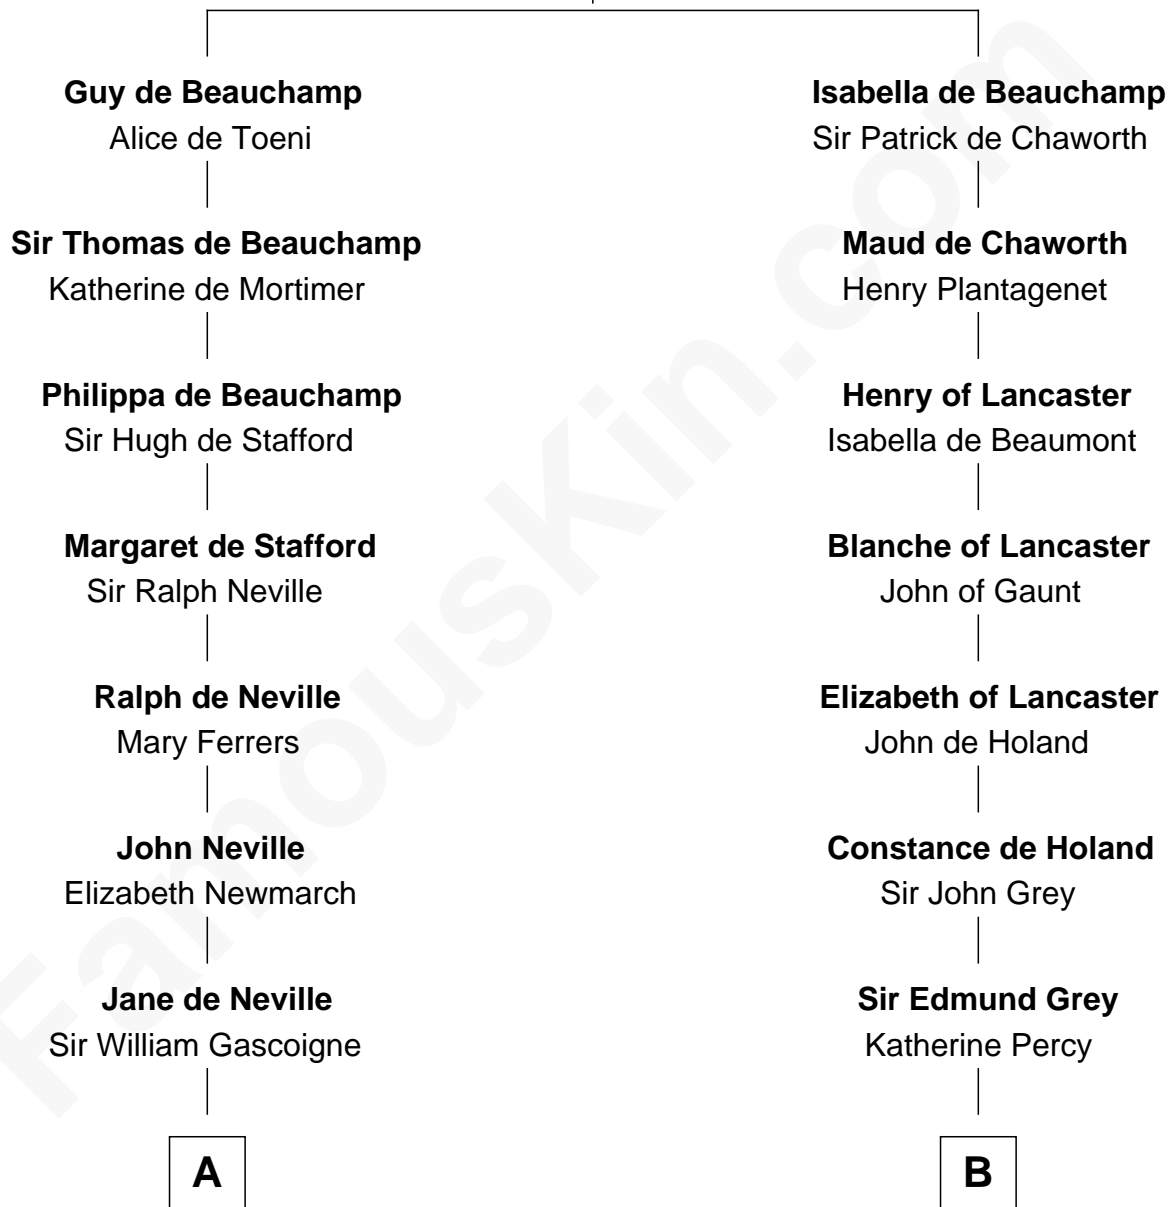 Guy de Beauchamp
Alice de Toeni
Isabella de Beauchamp
Sir Patrick de Chaworth
Sir Thomas de Beauchamp
Katherine de Mortimer
Maud de Chaworth
Henry Plantagenet
Philippa de Beauchamp
Sir Hugh de Stafford
Henry of Lancaster
Isabella de Beaumont
Margaret de Stafford
Sir Ralph Neville
Blanche of Lancaster
John of Gaunt
Ralph de Neville
Mary Ferrers
Elizabeth of Lancaster
John de Holand
John Neville
Elizabeth Newmarch
Constance de Holand
Sir John Grey
Jane de Neville
Sir William Gascoigne
Sir Edmund Grey
Katherine Percy
A
B
FamousKin.com